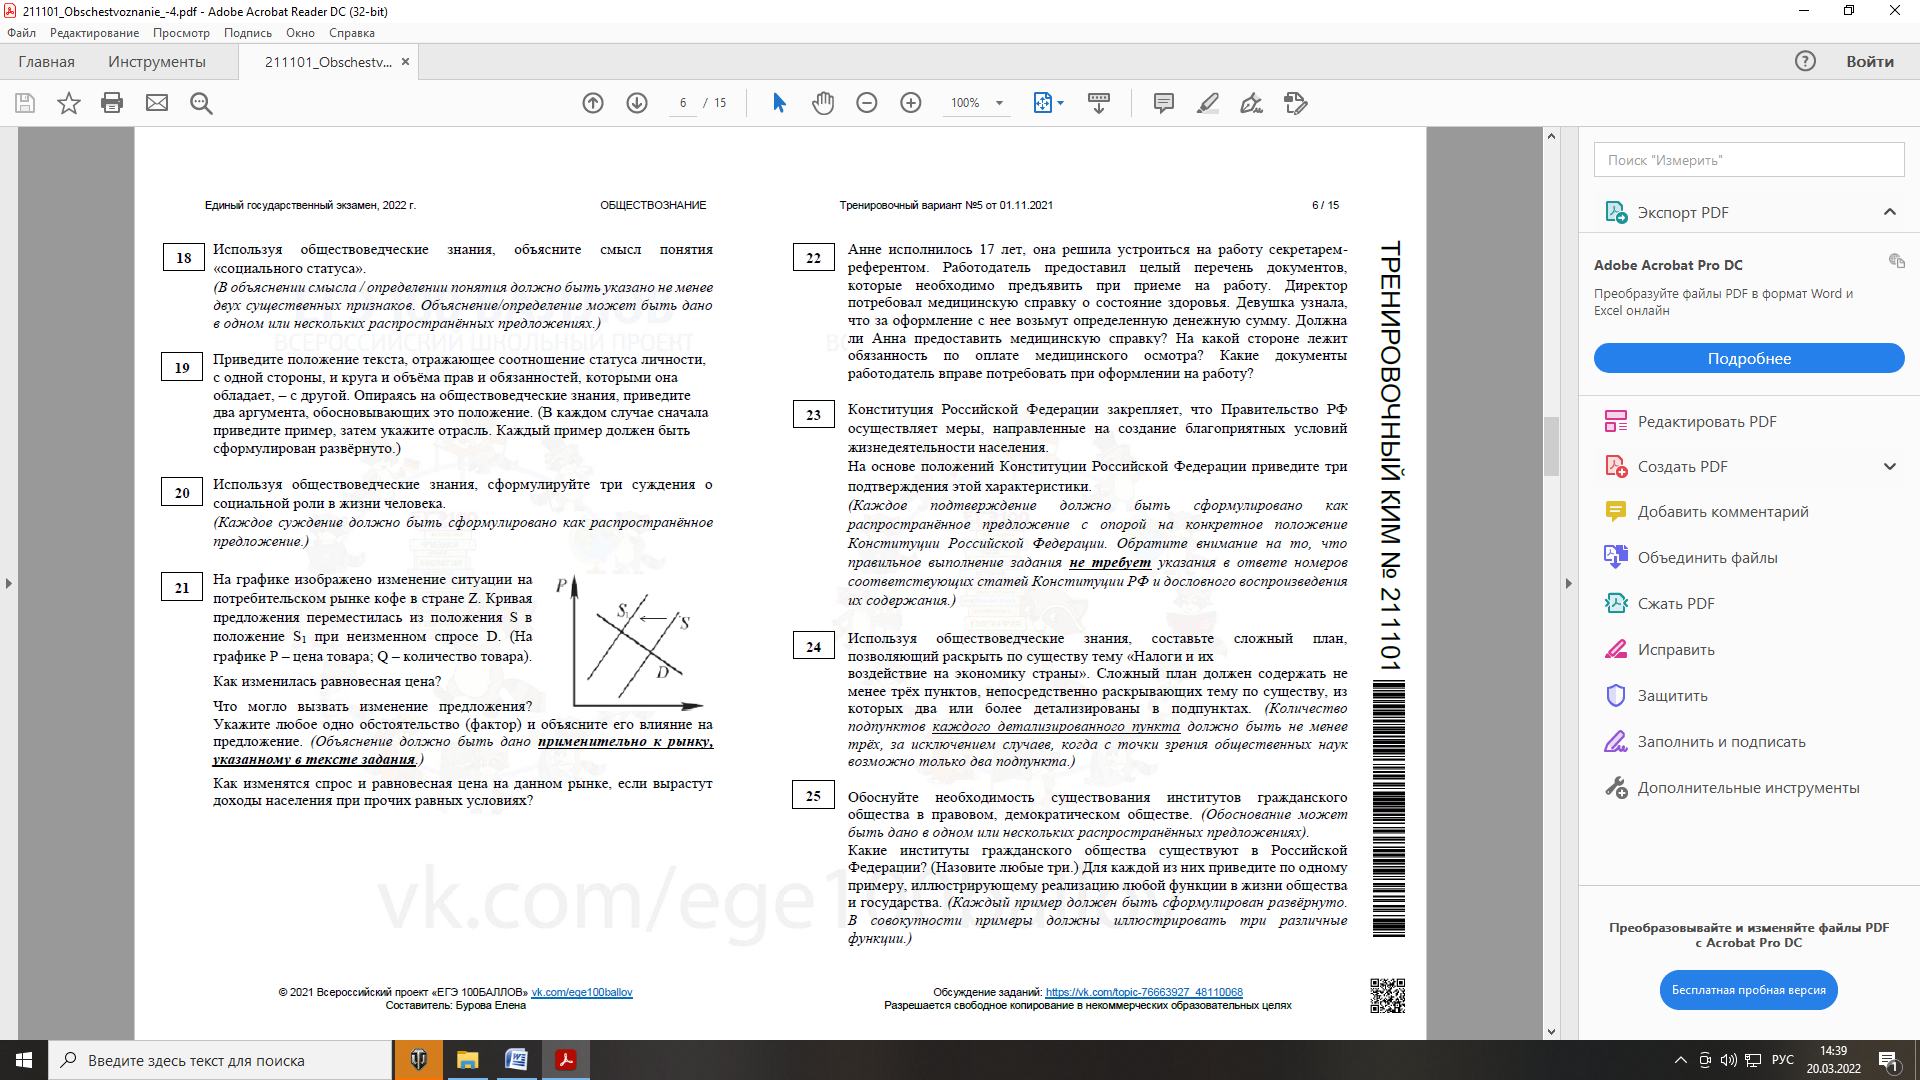 211101_Obschestvoznanie_-4.pdf - Adobe Acrobat Reader DC (32-bit)
Файл Редактирование Просмотр Подпись Окно Справка
Главная Инструменты 211101_Obschestv... × Войти
6 / 15 100%
Единый государственный экзамен, 2022 г. ОБЩЕСТВОЗНАНИЕ Тренировочный вариант №5 от 01.11.2021 6 / 15
18
Используя обществоведческие знания, объясните смысл понятия
«социального статуса».
(В объяснении смысла / определении понятия должно быть указано не менее
двух существенных признаков. Объяснение/определение может быть дано
в одном или нескольких распространённых предложениях.)
19
Приведите положение текста, отражающее соотношение статуса личности,
с одной стороны, и круга и объёма прав и обязанностей, которыми она
обладает, – с другой. Опираясь на обществоведческие знания, приведите
два аргумента, обосновывающих это положение. (В каждом случае сначала
приведите пример, затем укажите отрасль. Каждый пример должен быть
сформулирован развёрнуто.)
20
Используя обществоведческие знания, сформулируйте три суждения о
социальной роли в жизни человека.
(Каждое суждение должно быть сформулировано как распространённое
предложение.)
21
На графике изображено изменение ситуации на
потребительском рынке кофе в стране Z. Кривая
предложения переместилась из положения S в
положение S1 при неизменном спросе D. (На
графике P – цена товара; Q – количество товара).
Как изменилась равновесная цена?
Что могло вызвать изменение предложения?
Укажите любое одно обстоятельство (фактор) и объясните его влияние на
предложение. (Объяснение должно быть дано применительно к рынку,
указанному в тексте задания.)
Как изменятся спрос и равновесная цена на данном рынке, если вырастут
доходы населения при прочих равных условиях?
P
S1
S
D
22
Анне исполнилось 17 лет, она решила устроиться на работу секретарем-
референтом. Работодатель предоставил целый перечень документов,
которые необходимо предъявить при приеме на работу. Директор
потребовал медицинскую справку о состояние здоровья. Девушка узнала,
что за оформление с нее возьмут определенную денежную сумму. Должна
ли Анна предоставить медицинскую справку? На какой стороне лежит
обязанность по оплате медицинского осмотра? Какие документы
работодатель вправе потребовать при оформлении на работу?
23
Конституция Российской Федерации закрепляет, что Правительство РФ
осуществляет меры, направленные на создание благоприятных условий
жизнедеятельности населения.
На основе положений Конституции Российской Федерации приведите три
подтверждения этой характеристики.
(Каждое подтверждение должно быть сформулировано как
распространённое предложение с опорой на конкретное положение
Конституции Российской Федерации. Обратите внимание на то, что
правильное выполнение задания не требует указания в ответе номеров
соответствующих статей Конституции РФ и дословного воспроизведения
их содержания.)
24
Используя обществоведческие знания, составьте сложный план,
позволяющий раскрыть по существу тему «Налоги и их
воздействие на экономику страны». Сложный план должен содержать не
менее трёх пунктов, непосредственно раскрывающих тему по существу, из
которых два или более детализированы в подпунктах. (Количество
подпунктов каждого детализированного пункта должно быть не менее
трёх, за исключением случаев, когда с точки зрения общественных наук
возможно только два подпункта.)
25
Обоснуйте необходимость существования институтов гражданского
общества в правовом, демократическом обществе. (Обоснование может
быть дано в одном или нескольких распространённых предложениях).
Какие институты гражданского общества существуют в Российской
Федерации? (Назовите любые три.) Для каждой из них приведите по одному
примеру, иллюстрирующему реализацию любой функции в жизни общества
и государства. (Каждый пример должен быть сформулирован развёрнуто.
В совокупности примеры должны иллюстрировать три различные
функции.)
ТРЕНИРОВОЧНЫЙ КИМ № 211101
ВСЕРОССИЙСКИЙ ШКОЛЬНЫЙ ПРОЕКТ
vk.com/ege100ballov
© 2021 Всероссийский проект «ЕГЭ 100БАЛЛОВ» vk.com/ege100ballov
Составитель: Бурова Елена
Обсуждение заданий: https://vk.com/topic-76663927_48110068
Разрешается свободное копирование в некоммерческих образовательных целях
Поиск "Измерить"
Экспорт PDF
Adobe Acrobat Pro DC
Преобразуйте файлы PDF в формат Word и
Excel онлайн
Подробнее
Редактировать PDF
Создать PDF
Добавить комментарий
Объединить файлы
Сжать PDF
Исправить
Защитить
Заполнить и подписать
Дополнительные инструменты
Преобразовывайте и изменяйте файлы PDF
с Acrobat Pro DC
Бесплатная пробная версия
Введите здесь текст для поиска
РУС
14:39
20.03.2022
1